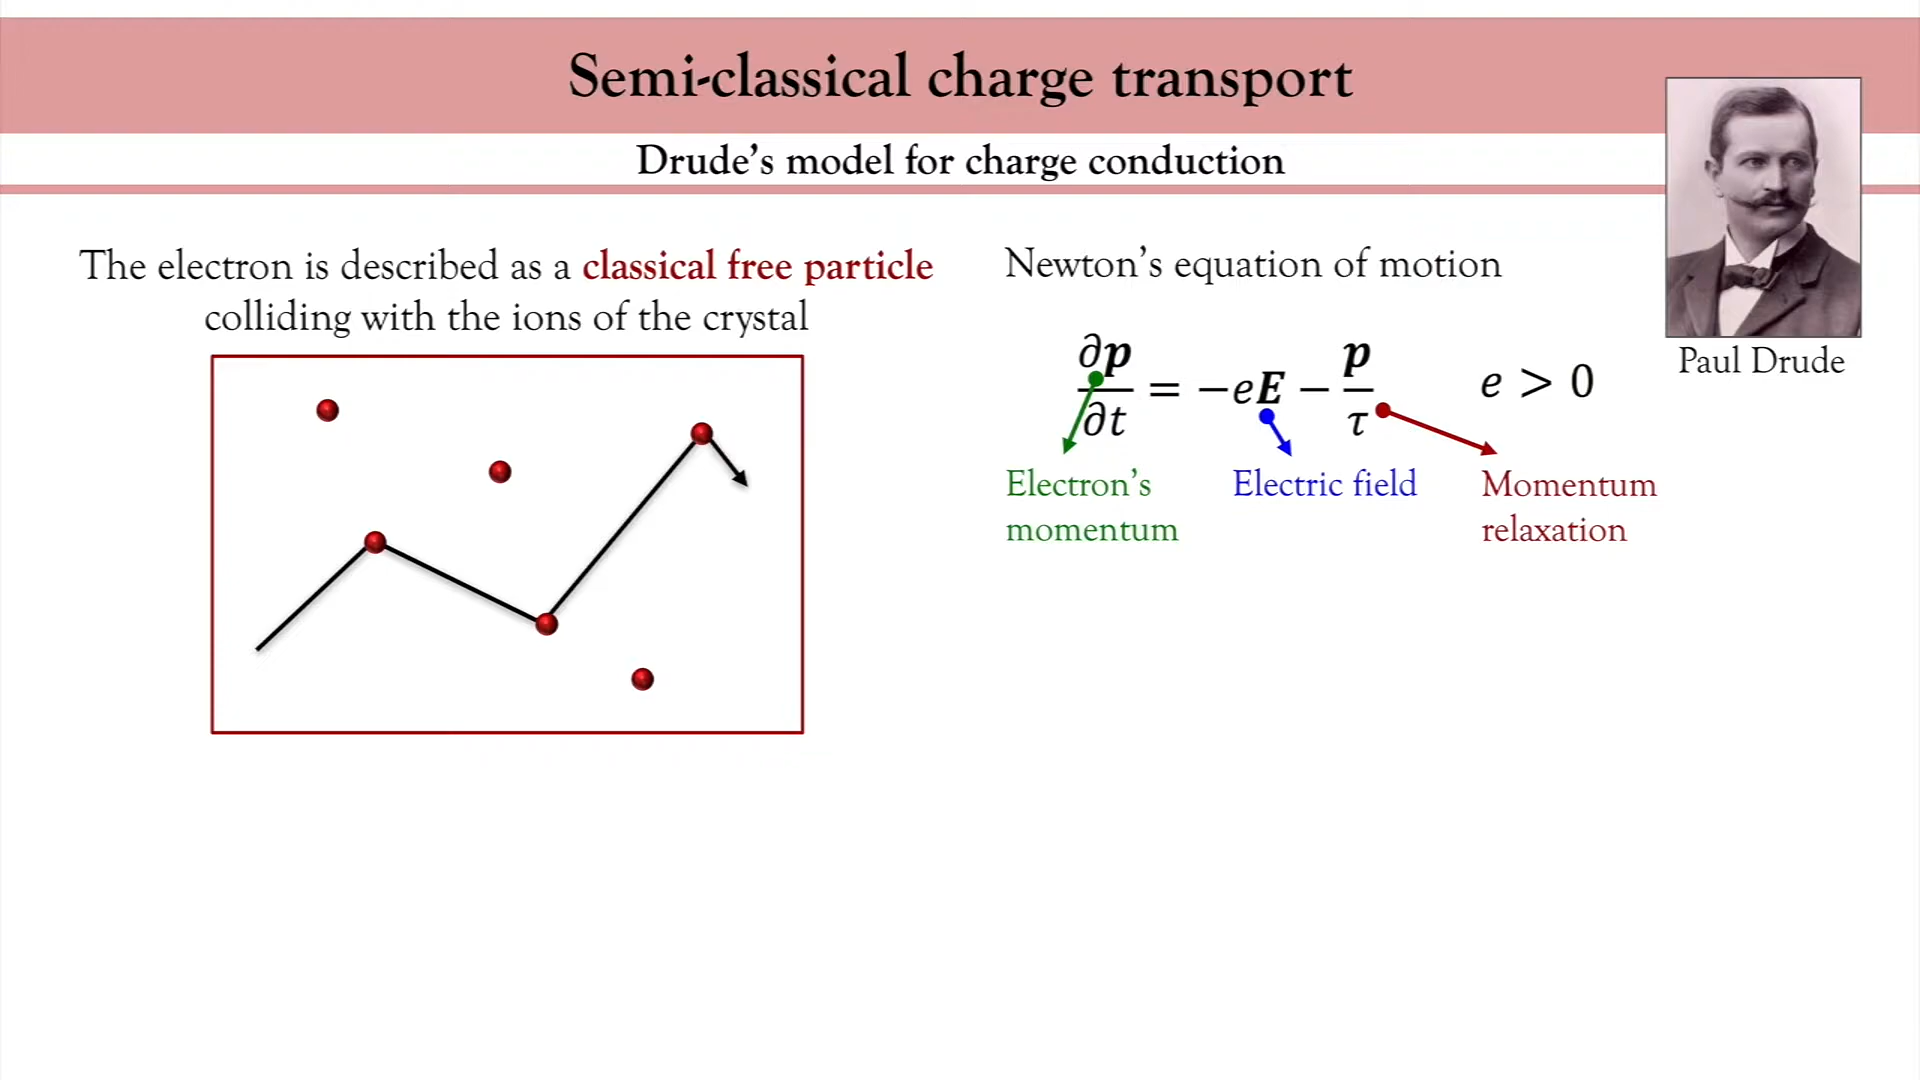 Semi-classical charge transport
Drude's model for charge conduction
The electron is described as a classical free particle
colliding with the ions of the crystal
Newton's equation of motion
∂𝒑/∂t = −e𝑬 − 𝒑/τ   e > 0
Electron's
momentum
Electric field
Momentum
relaxation
Paul Drude